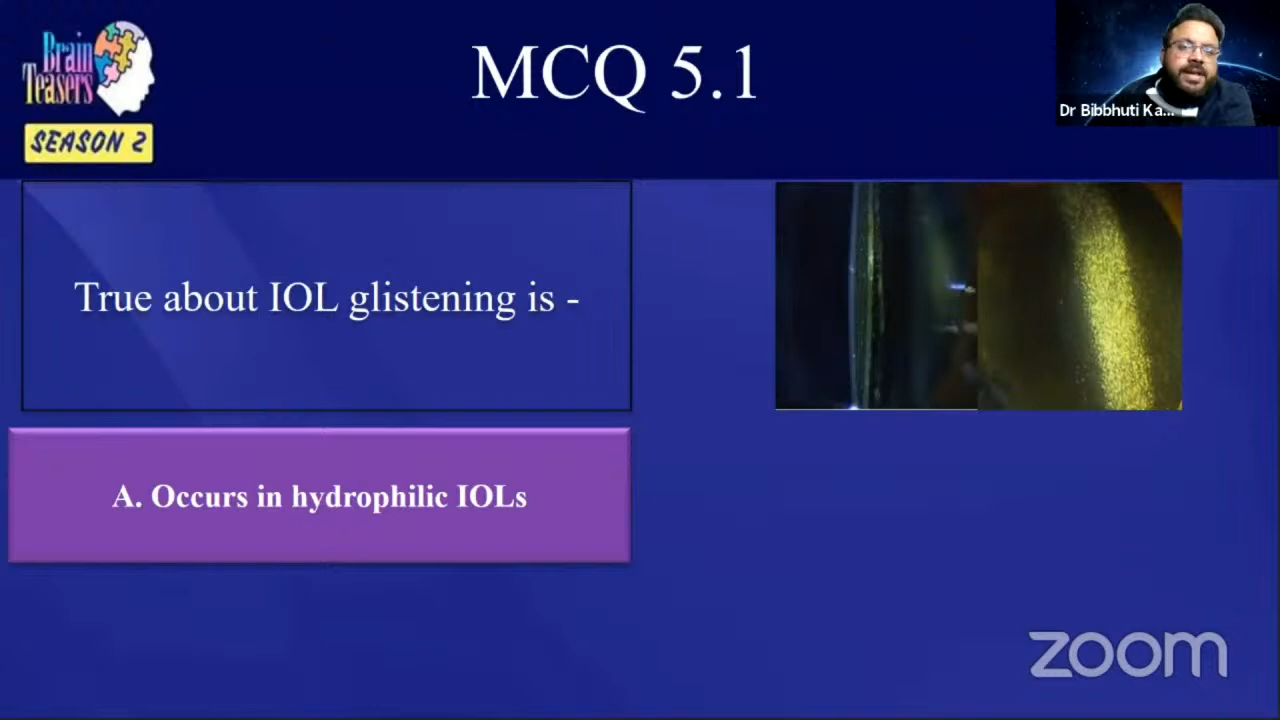 Brain
Teasers
SEASON 2
MCQ 5.1
Dr Bibbhuti Ka...
True about IOL glistening is -
A. Occurs in hydrophilic IOLs
zoom